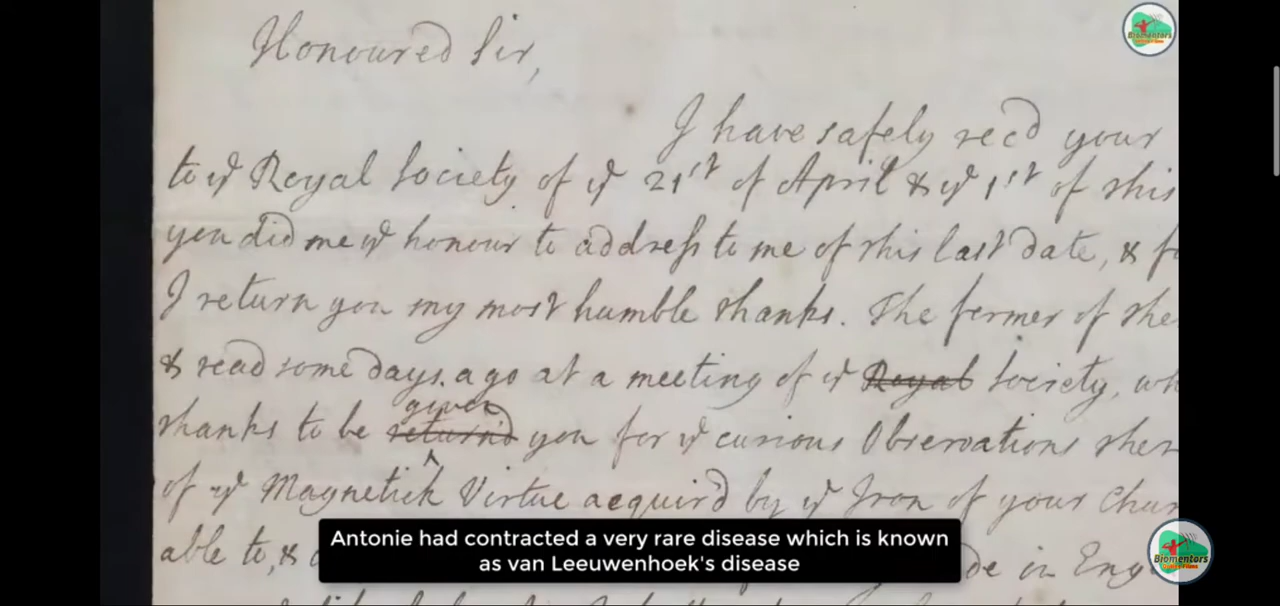 Honoured Sir,
I have safely recd your
to ye Royal Society of ye 21st of April & ye 1st of this
you did me ye honour to address to me of this last date, & fo
I return you my most humble thanks. The former of the
& read some days ago at a meeting of ye Royal Society, wh
given
thanks to be return'd you for ye curious Observations ther
of ye Magnetick Virtue acquir'd by ye Iron of your Chur
able to, &
de in Eng
Antonie had contracted a very rare disease which is known
as van Leeuwenhoek's disease
Biomentors
Biomentors